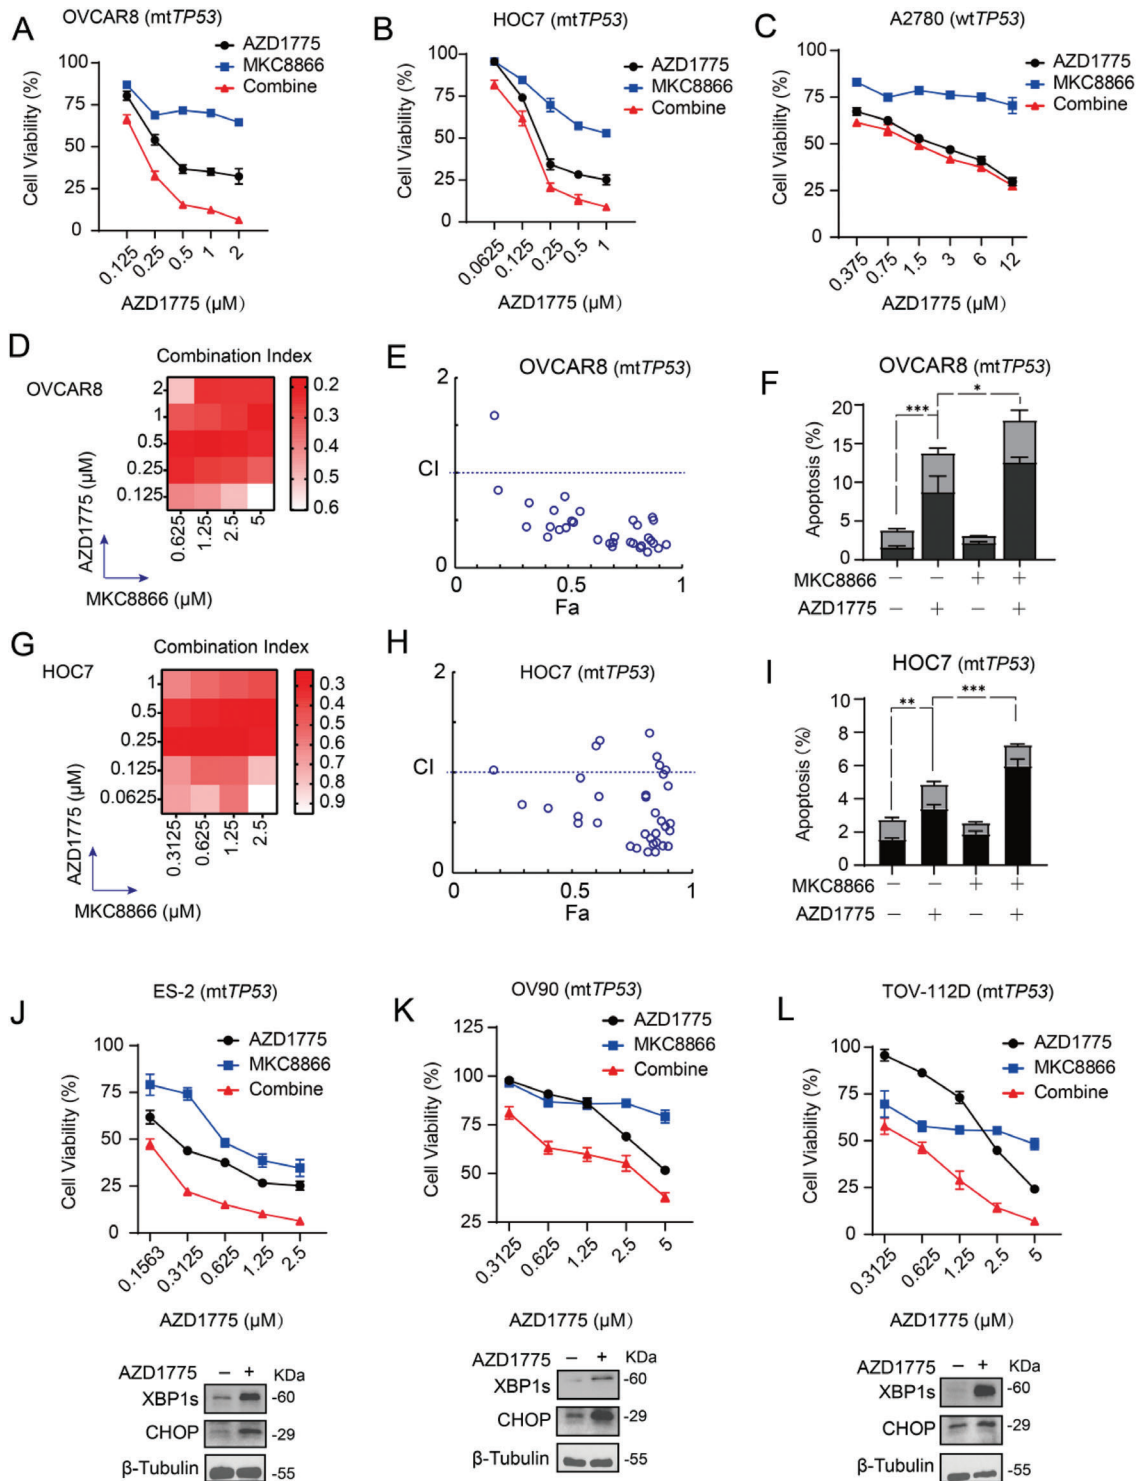 A
OVCAR8 (mtTP53)
AZD1775
MKC8866
Combine
Cell Viability (%)
100
75
50
25
0
0.125
0.25
0.5
1
2
AZD1775 (µM)
B
HOC7 (mtTP53)
AZD1775
MKC8866
Combine
Cell Viability (%)
100
75
50
25
0
0.0625
0.125
0.25
0.5
1
AZD1775 (µM)
C
A2780 (wtTP53)
AZD1775
MKC8866
Combine
Cell Viability (%)
100
75
50
25
0
0.375
0.75
1.5
3
6
12
AZD1775 (µM)
D
Combination Index
OVCAR8
2
1
0.5
0.25
0.125
0.625
1.25
2.5
5
0.2
0.3
0.4
0.5
0.6
AZD1775 (µM)
MKC8866 (µM)
E
OVCAR8 (mtTP53)
2
CI
0
0
0.5
1
Fa
F
OVCAR8 (mtTP53)
Apoptosis (%)
20
15
10
5
0
***
*
MKC8866 − − + +
AZD1775 − + − +
G
Combination Index
HOC7
1
0.5
0.25
0.125
0.0625
0.3125
0.625
1.25
2.5
0.3
0.4
0.5
0.6
0.7
0.8
0.9
AZD1775 (µM)
MKC8866 (µM)
H
HOC7 (mtTP53)
2
CI
0
0
0.5
1
Fa
I
HOC7 (mtTP53)
Apoptosis (%)
10
8
6
4
2
0
**
***
MKC8866 − − + +
AZD1775 − + − +
J
ES-2 (mtTP53)
AZD1775
MKC8866
Combine
Cell Viability (%)
100
75
50
25
0
0.1563
0.3125
0.625
1.25
2.5
AZD1775 (µM)
AZD1775 − + KDa
XBP1s -60
CHOP -29
β-Tubulin -55
K
OV90 (mtTP53)
AZD1775
MKC8866
Combine
Cell Viability (%)
125
100
75
50
25
0.3125
0.625
1.25
2.5
5
AZD1775 (µM)
AZD1775 − + KDa
XBP1s -60
CHOP -29
β-Tubulin -55
L
TOV-112D (mtTP53)
AZD1775
MKC8866
Combine
Cell Viability (%)
100
75
50
25
0
0.3125
0.625
1.25
2.5
5
AZD1775 (µM)
AZD1775 − + KDa
XBP1s -60
CHOP -29
β-Tubulin -55